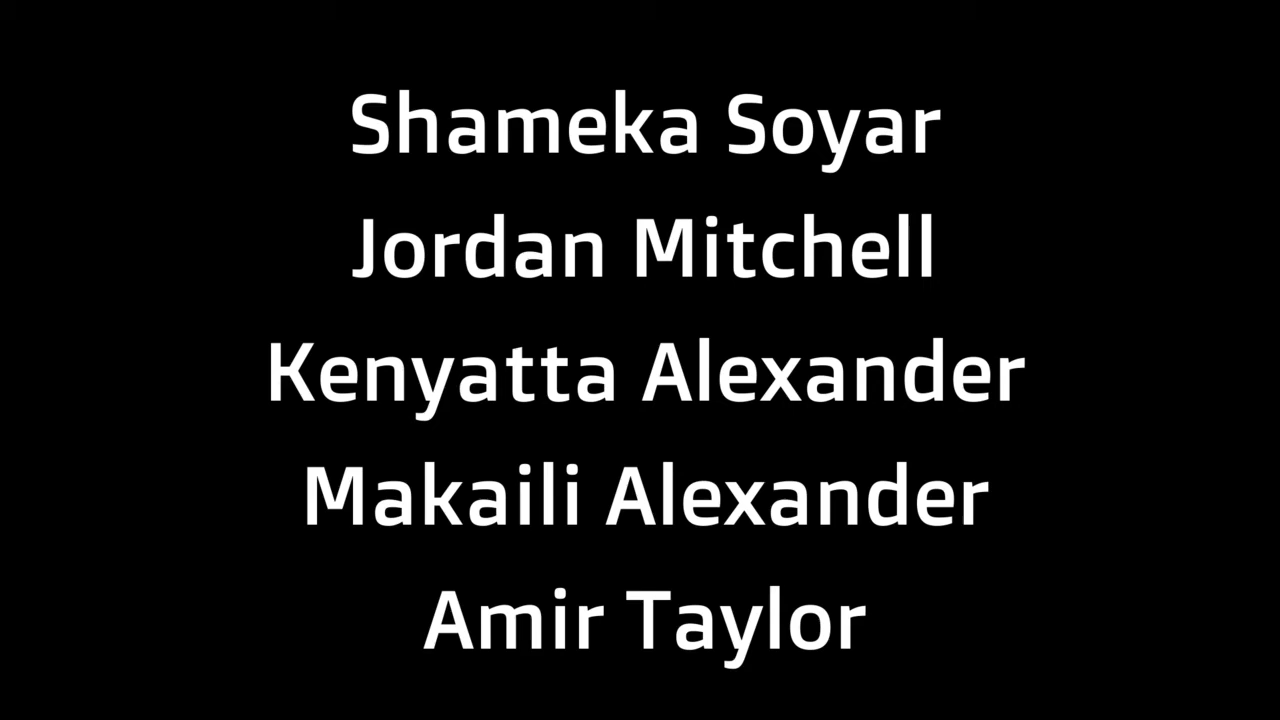 Shameka Soyar
Jordan Mitchell
Kenyatta Alexander
Makaili Alexander
Amir Taylor